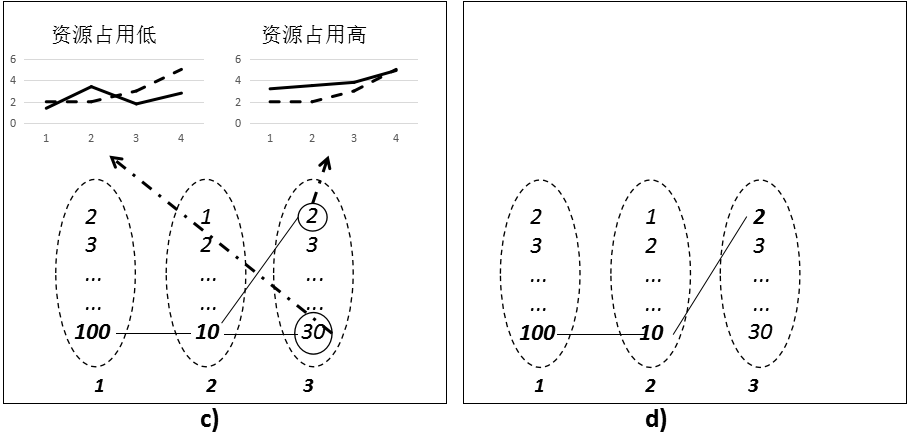 资源占用低 资源占用高
6 6
4 4
2 2
0 0
1 2 3 4 1 2 3 4
2 1 2 2 1 2
3 2 3 3 2 3
... ... ... ... ... ...
... ... ... ... ... ...
100 10 30 100 10 30
1 2 3 1 2 3
c) d)